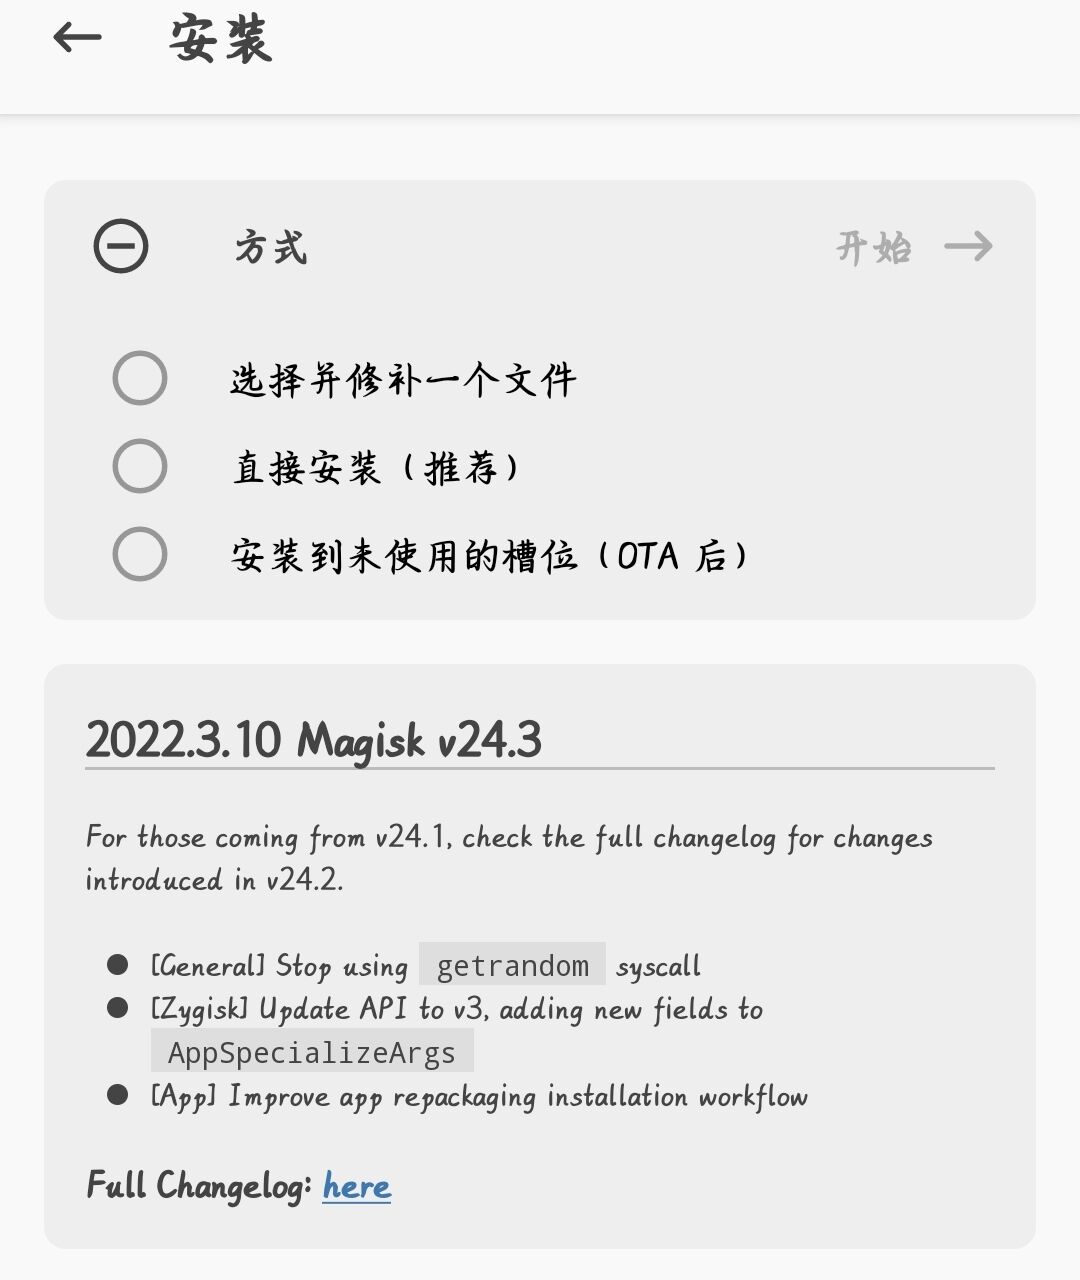 安装
方式
开始
选择并修补一个文件
直接安装（推荐）
安装到未使用的槽位（OTA 后）
2022.3.10 Magisk v24.3
For those coming from v24.1, check the full changelog for changes
introduced in v24.2.
[General] Stop using getrandom syscall
[Zygisk] Update API to v3, adding new fields to
AppSpecializeArgs
[App] Improve app repackaging installation workflow
Full Changelog: here